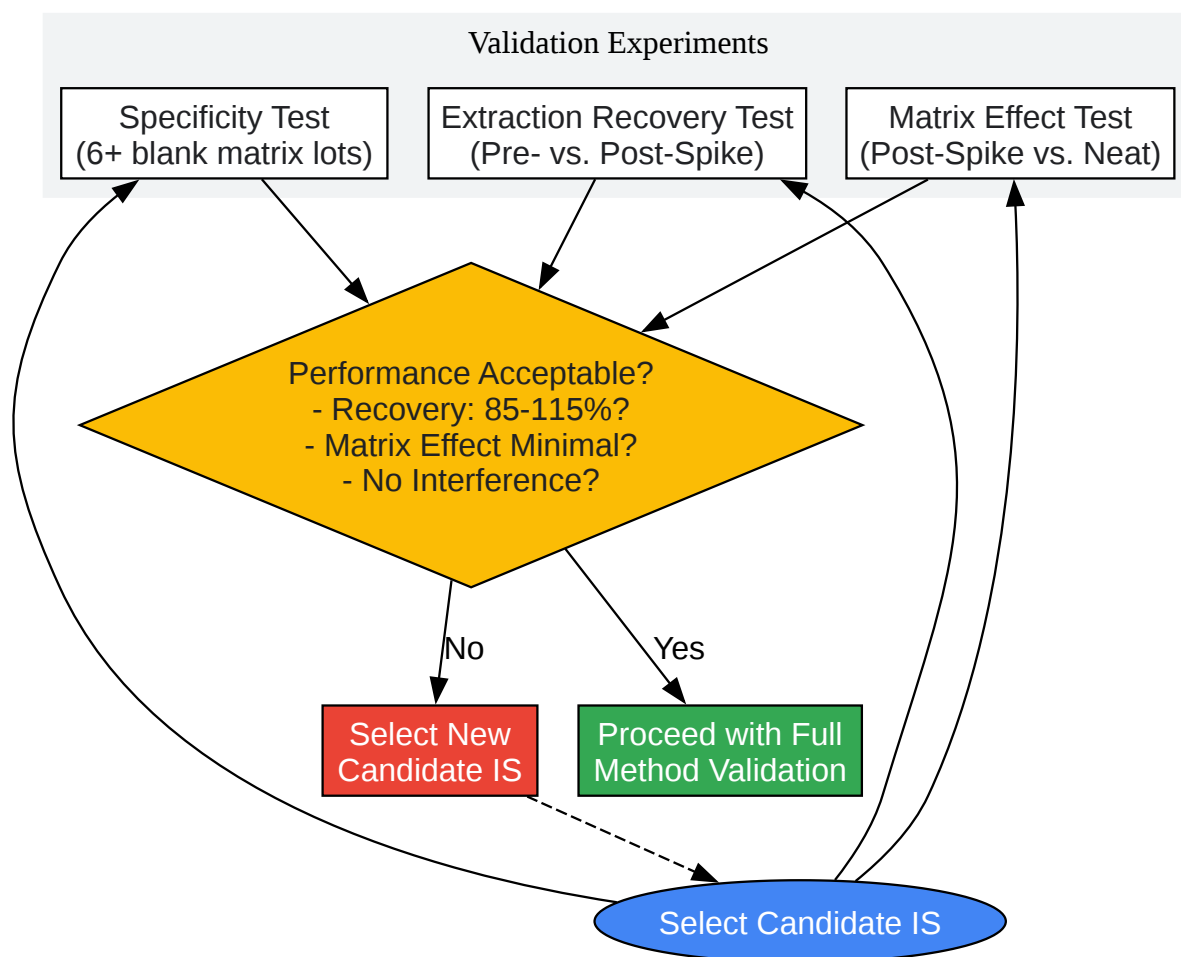 Validation Experiments
Specificity Test
(6+ blank matrix lots)
Extraction Recovery Test
(Pre- vs. Post-Spike)
Matrix Effect Test
(Post-Spike vs. Neat)
Performance Acceptable?
- Recovery: 85-115%?
- Matrix Effect Minimal?
- No Interference?
No
Yes
Select New
Candidate IS
Proceed with Full
Method Validation
Select Candidate IS